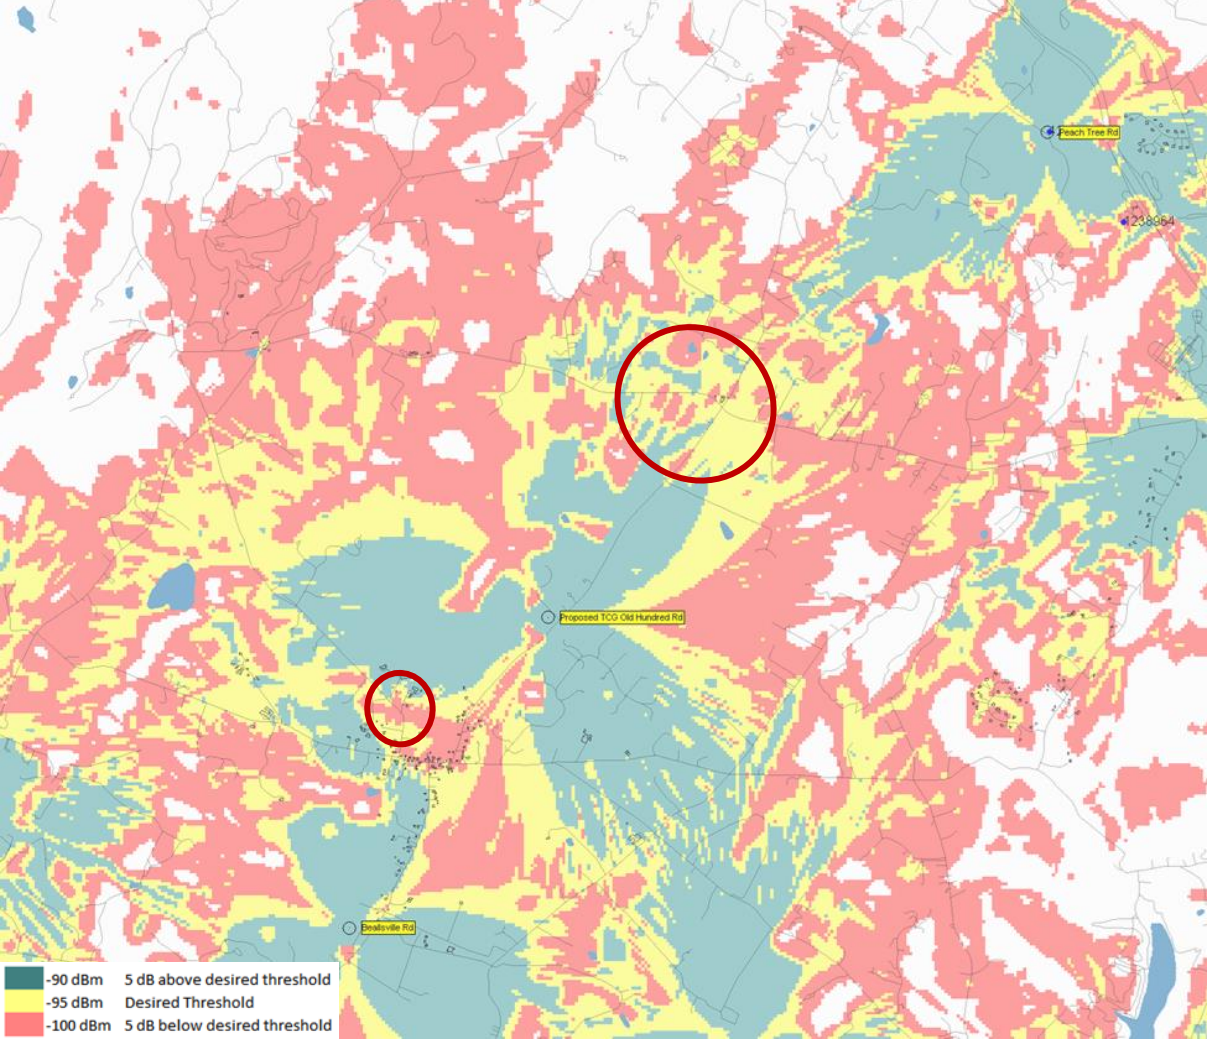 Peach Tree Rd
1238964
Proposed TCG Old Hundred Rd
Beallsville Rd
-90 dBm 5 dB above desired threshold
-95 dBm Desired Threshold
-100 dBm 5 dB below desired threshold